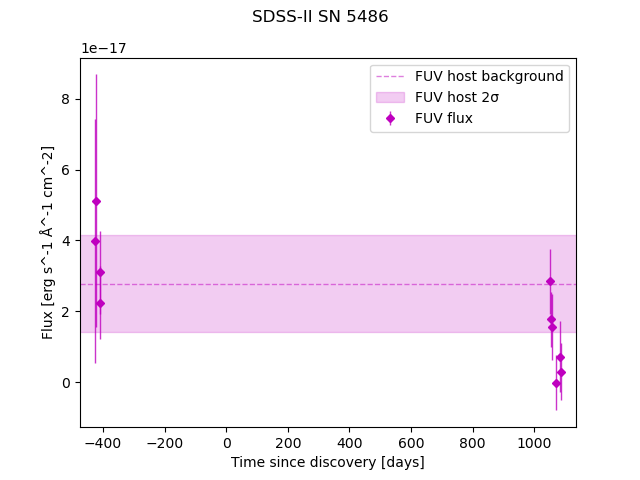 SDSS-II SN 5486
1e−17
FUV host background
FUV host 2σ
FUV flux
8
6
4
2
0
Flux [erg s^-1 Å^-1 cm^-2]
−400 −200 0 200 400 600 800 1000
Time since discovery [days]